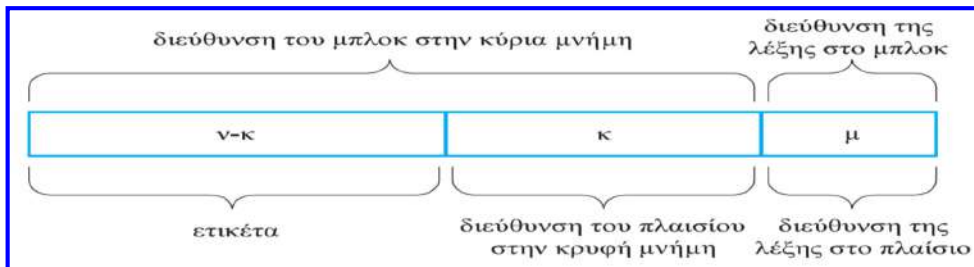 διεύθυνση του μπλοκ στην κύρια μνήμη
διεύθυνση της
λέξης στο μπλοκ
ν-κ
κ
μ
ετικέτα
διεύθυνση του πλαισίου
στην κρυφή μνήμη
διεύθυνση της
λέξης στο πλαίσιο